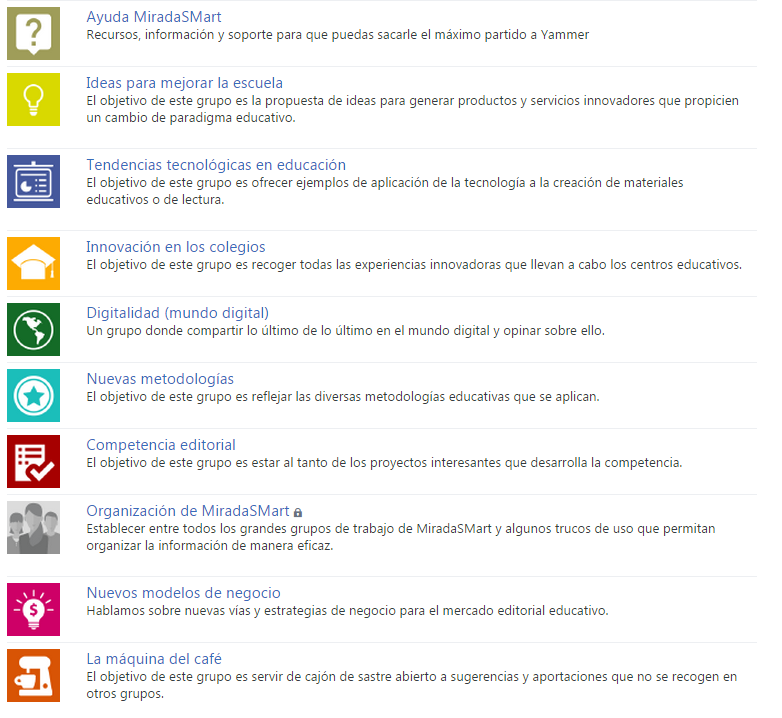 Ayuda MiradaSMart
Recursos, información y soporte para que puedas sacarle el máximo partido a Yammer
Ideas para mejorar la escuela
El objetivo de este grupo es la propuesta de ideas para generar productos y servicios innovadores que propicien
un cambio de paradigma educativo.
Tendencias tecnológicas en educación
El objetivo de este grupo es ofrecer ejemplos de aplicación de la tecnología a la creación de materiales
educativos o de lectura.
Innovación en los colegios
El objetivo de este grupo es recoger todas las experiencias innovadoras que llevan a cabo los centros educativos.
Digitalidad (mundo digital)
Un grupo donde compartir lo último de lo último en el mundo digital y opinar sobre ello.
Nuevas metodologías
El objetivo de este grupo es reflejar las diversas metodologías educativas que se aplican.
Competencia editorial
El objetivo de este grupo es estar al tanto de los proyectos interesantes que desarrolla la competencia.
Organización de MiradaSMart
Establecer entre todos los grandes grupos de trabajo de MiradaSMart y algunos trucos de uso que permitan
organizar la información de manera eficaz.
Nuevos modelos de negocio
Hablamos sobre nuevas vías y estrategias de negocio para el mercado editorial educativo.
La máquina del café
El objetivo de este grupo es servir de cajón de sastre abierto a sugerencias y aportaciones que no se recogen en
otros grupos.